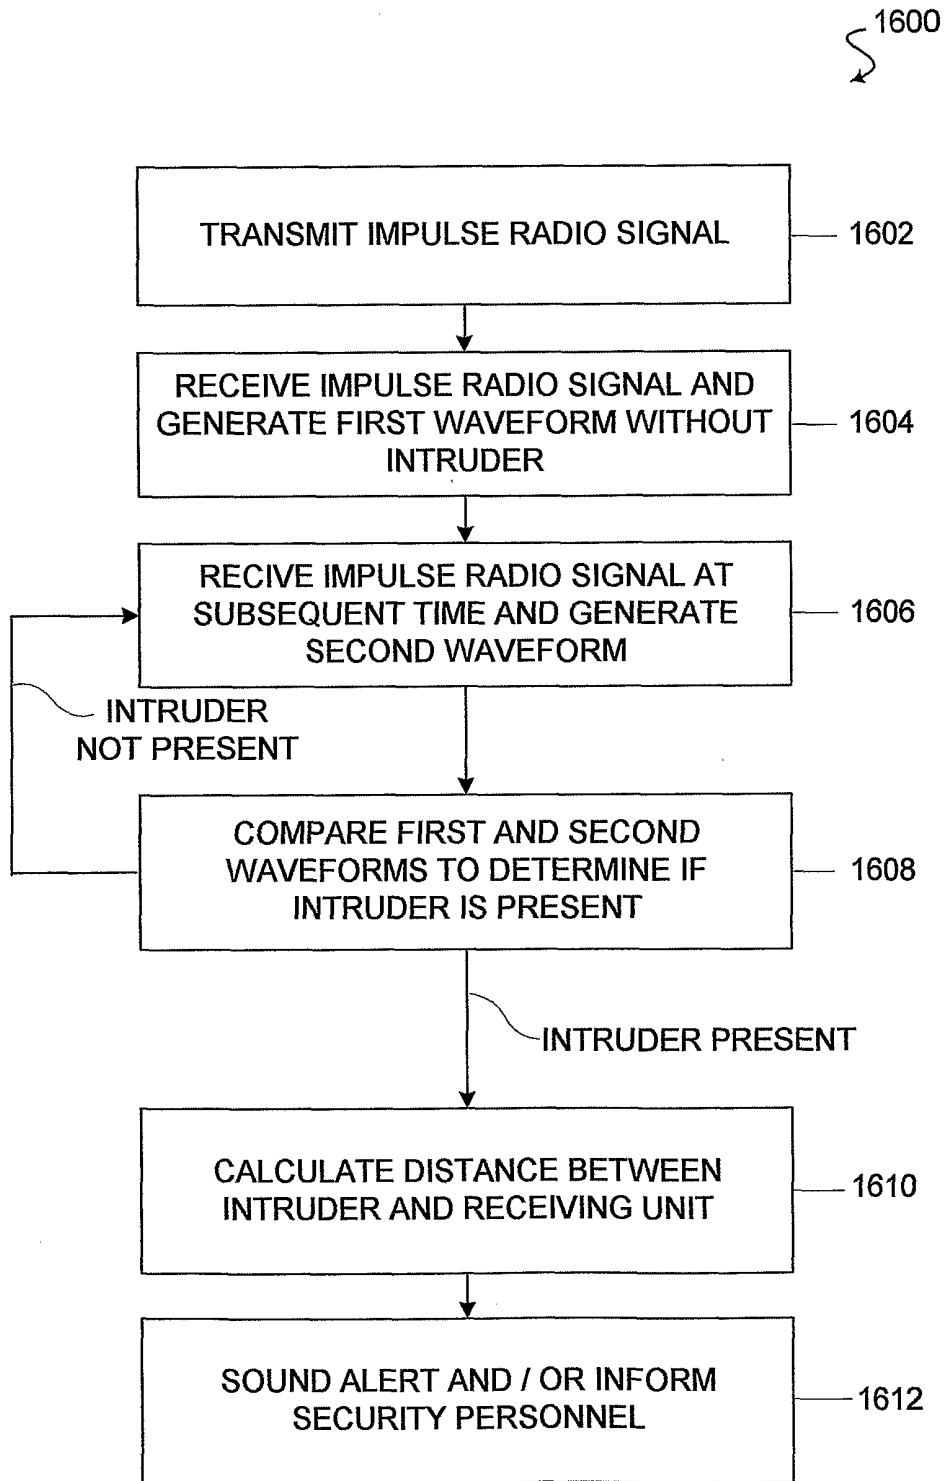 1600
TRANSMIT IMPULSE RADIO SIGNAL
1602
RECEIVE IMPULSE RADIO SIGNAL AND
GENERATE FIRST WAVEFORM WITHOUT
INTRUDER
1604
RECIVE IMPULSE RADIO SIGNAL AT
SUBSEQUENT TIME AND GENERATE
SECOND WAVEFORM
1606
INTRUDER
NOT PRESENT
COMPARE FIRST AND SECOND
WAVEFORMS TO DETERMINE IF
INTRUDER IS PRESENT
1608
INTRUDER PRESENT
CALCULATE DISTANCE BETWEEN
INTRUDER AND RECEIVING UNIT
1610
SOUND ALERT AND / OR INFORM
SECURITY PERSONNEL
1612